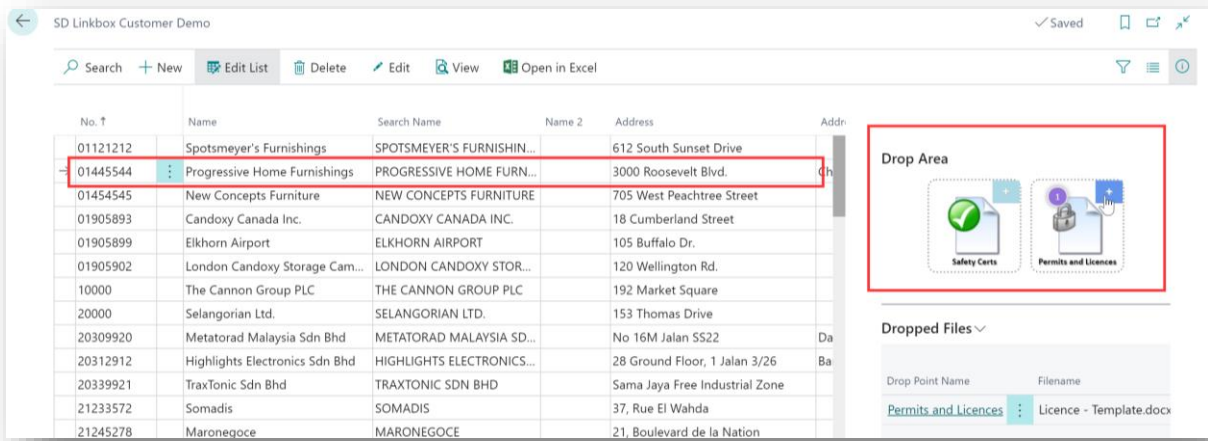 SD Linkbox Customer Demo
Saved
Search New Edit List Delete Edit View Open in Excel
No. ↑ Name Search Name Name 2 Address Addr
01121212 Spotsmeyer's Furnishings SPOTSMEYER'S FURNISHIN... 612 South Sunset Drive
01445544 Progressive Home Furnishings PROGRESSIVE HOME FURN... 3000 Roosevelt Blvd. Ch
01454545 New Concepts Furniture NEW CONCEPTS FURNITURE 705 West Peachtree Street
01905893 Candoxy Canada Inc. CANDOXY CANADA INC. 18 Cumberland Street
01905899 Elkhorn Airport ELKHORN AIRPORT 105 Buffalo Dr.
01905902 London Candoxy Storage Cam... LONDON CANDOXY STOR... 120 Wellington Rd.
10000 The Cannon Group PLC THE CANNON GROUP PLC 192 Market Square
20000 Selangorian Ltd. SELANGORIAN LTD. 153 Thomas Drive
20309920 Metatorad Malaysia Sdn Bhd METATORAD MALAYSIA SD... No 16M Jalan SS22 Da
20312912 Highlights Electronics Sdn Bhd HIGHLIGHTS ELECTRONICS... 28 Ground Floor, 1 Jalan 3/26 Ba
20339921 TraxTonic Sdn Bhd TRAXTONIC SDN BHD Sama Jaya Free Industrial Zone
21233572 Somadis SOMADIS 37, Rue El Wahda
21245278 Maronegoce MARONEGOCE 21, Boulevard de la Nation
Drop Area
1
Safety Certs Permits and Licences
Dropped Files
Drop Point Name Filename
Permits and Licences Licence - Template.docx